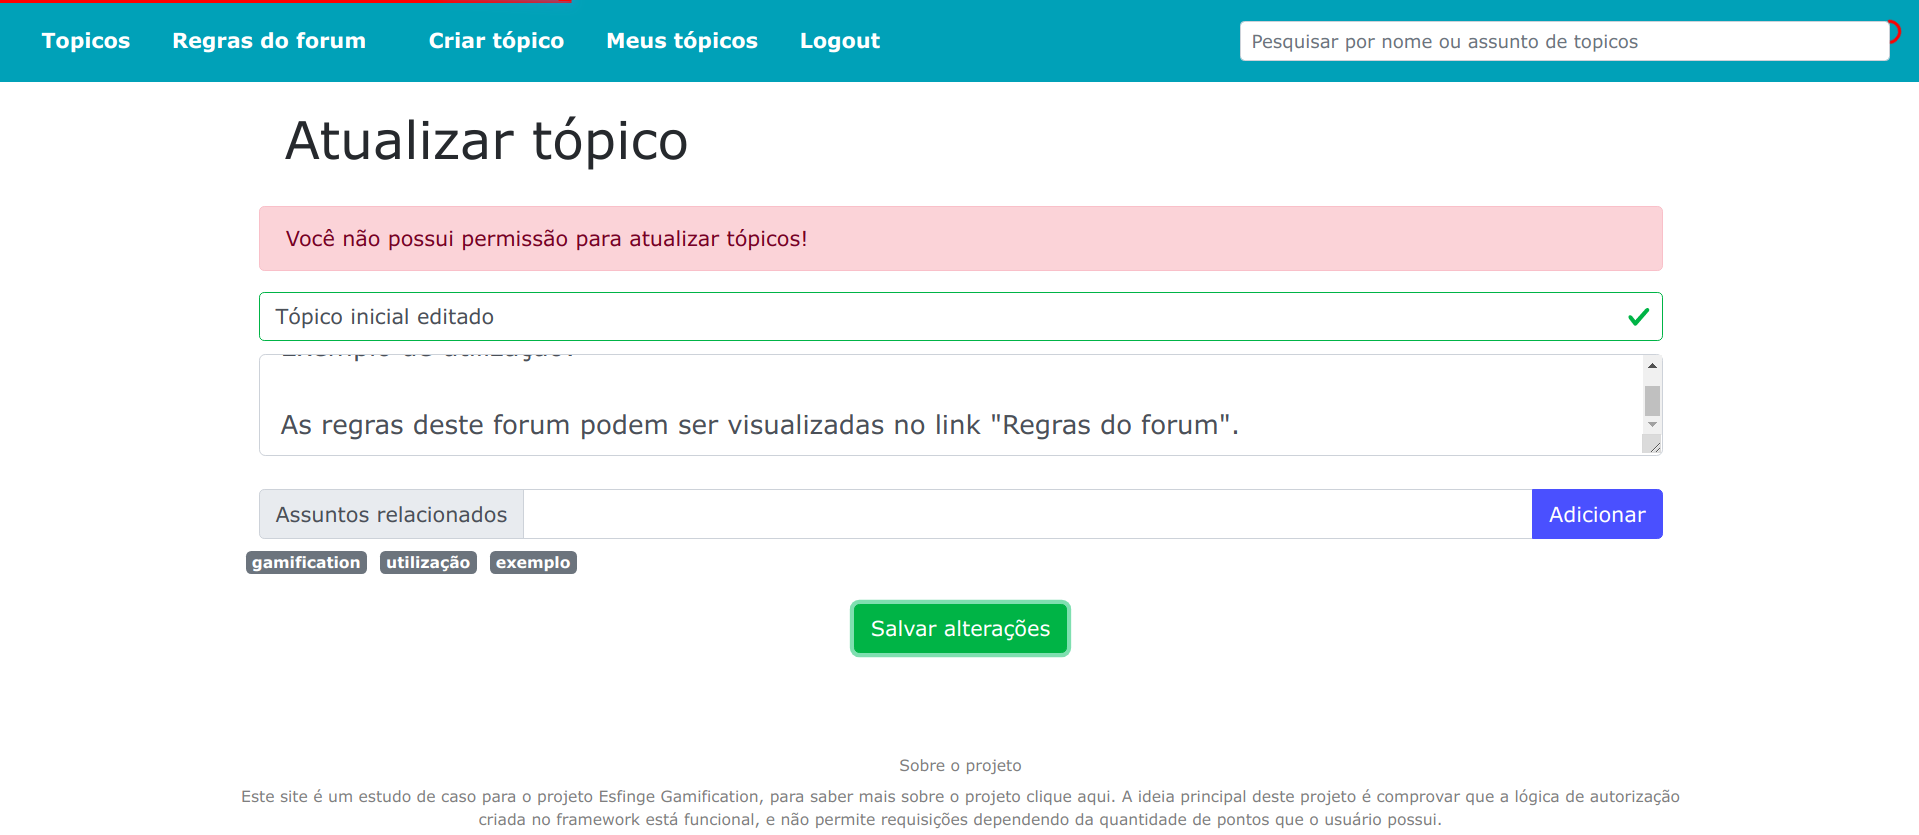 Topicos Regras do forum Criar tópico Meus tópicos Logout Pesquisar por nome ou assunto de topicos
Atualizar tópico
Você não possui permissão para atualizar tópicos!
Tópico inicial editado
Exemplo de utilização:
As regras deste forum podem ser visualizadas no link "Regras do forum".
Assuntos relacionados Adicionar
gamification utilização exemplo
Salvar alterações
Sobre o projeto
Este site é um estudo de caso para o projeto Esfinge Gamification, para saber mais sobre o projeto clique aqui. A ideia principal deste projeto é comprovar que a lógica de autorização
criada no framework está funcional, e não permite requisições dependendo da quantidade de pontos que o usuário possui.